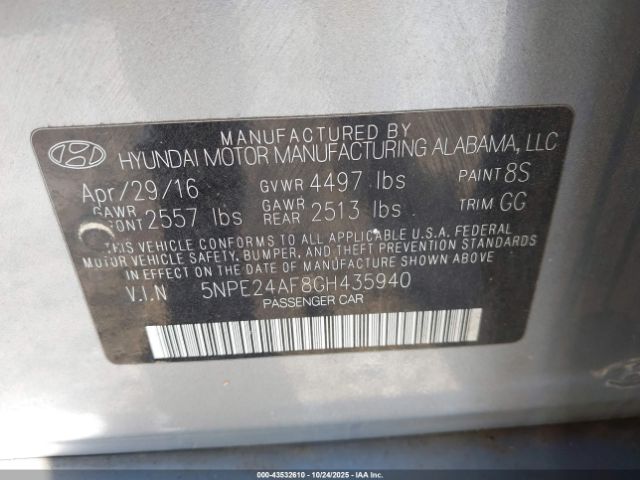 MANUFACTURED BY
HYUNDAI MOTOR MANUFACTURING ALABAMA, LLC
Apr/29/16 GVWR 4497 lbs PAINT 8S
GAWR FRONT 2557 lbs GAWR REAR 2513 lbs TRIM GG
THIS VEHICLE CONFORMS TO ALL APPLICABLE U.S.A. FEDERAL
MOTOR VEHICLE SAFETY, BUMPER, AND THEFT PREVENTION STANDARDS
IN EFFECT ON THE DATE OF MANUFACTURE SHOWN ABOVE.
V.I.N 5NPE24AF8GH435940
PASSENGER CAR
© - 43532610 - 10/24/2025 - IAA Inc.